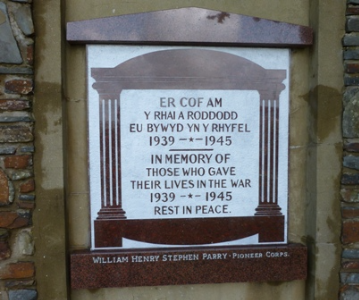 ER COF AM
Y RHAI A RODDODD
EU BYWYD YN Y RHYFEL
1939 - * - 1945
IN MEMORY OF
THOSE WHO GAVE
THEIR LIVES IN THE WAR
1939 - * - 1945
REST IN PEACE.
WILLIAM HENRY STEPHEN PARRY · PIONEER CORPS.